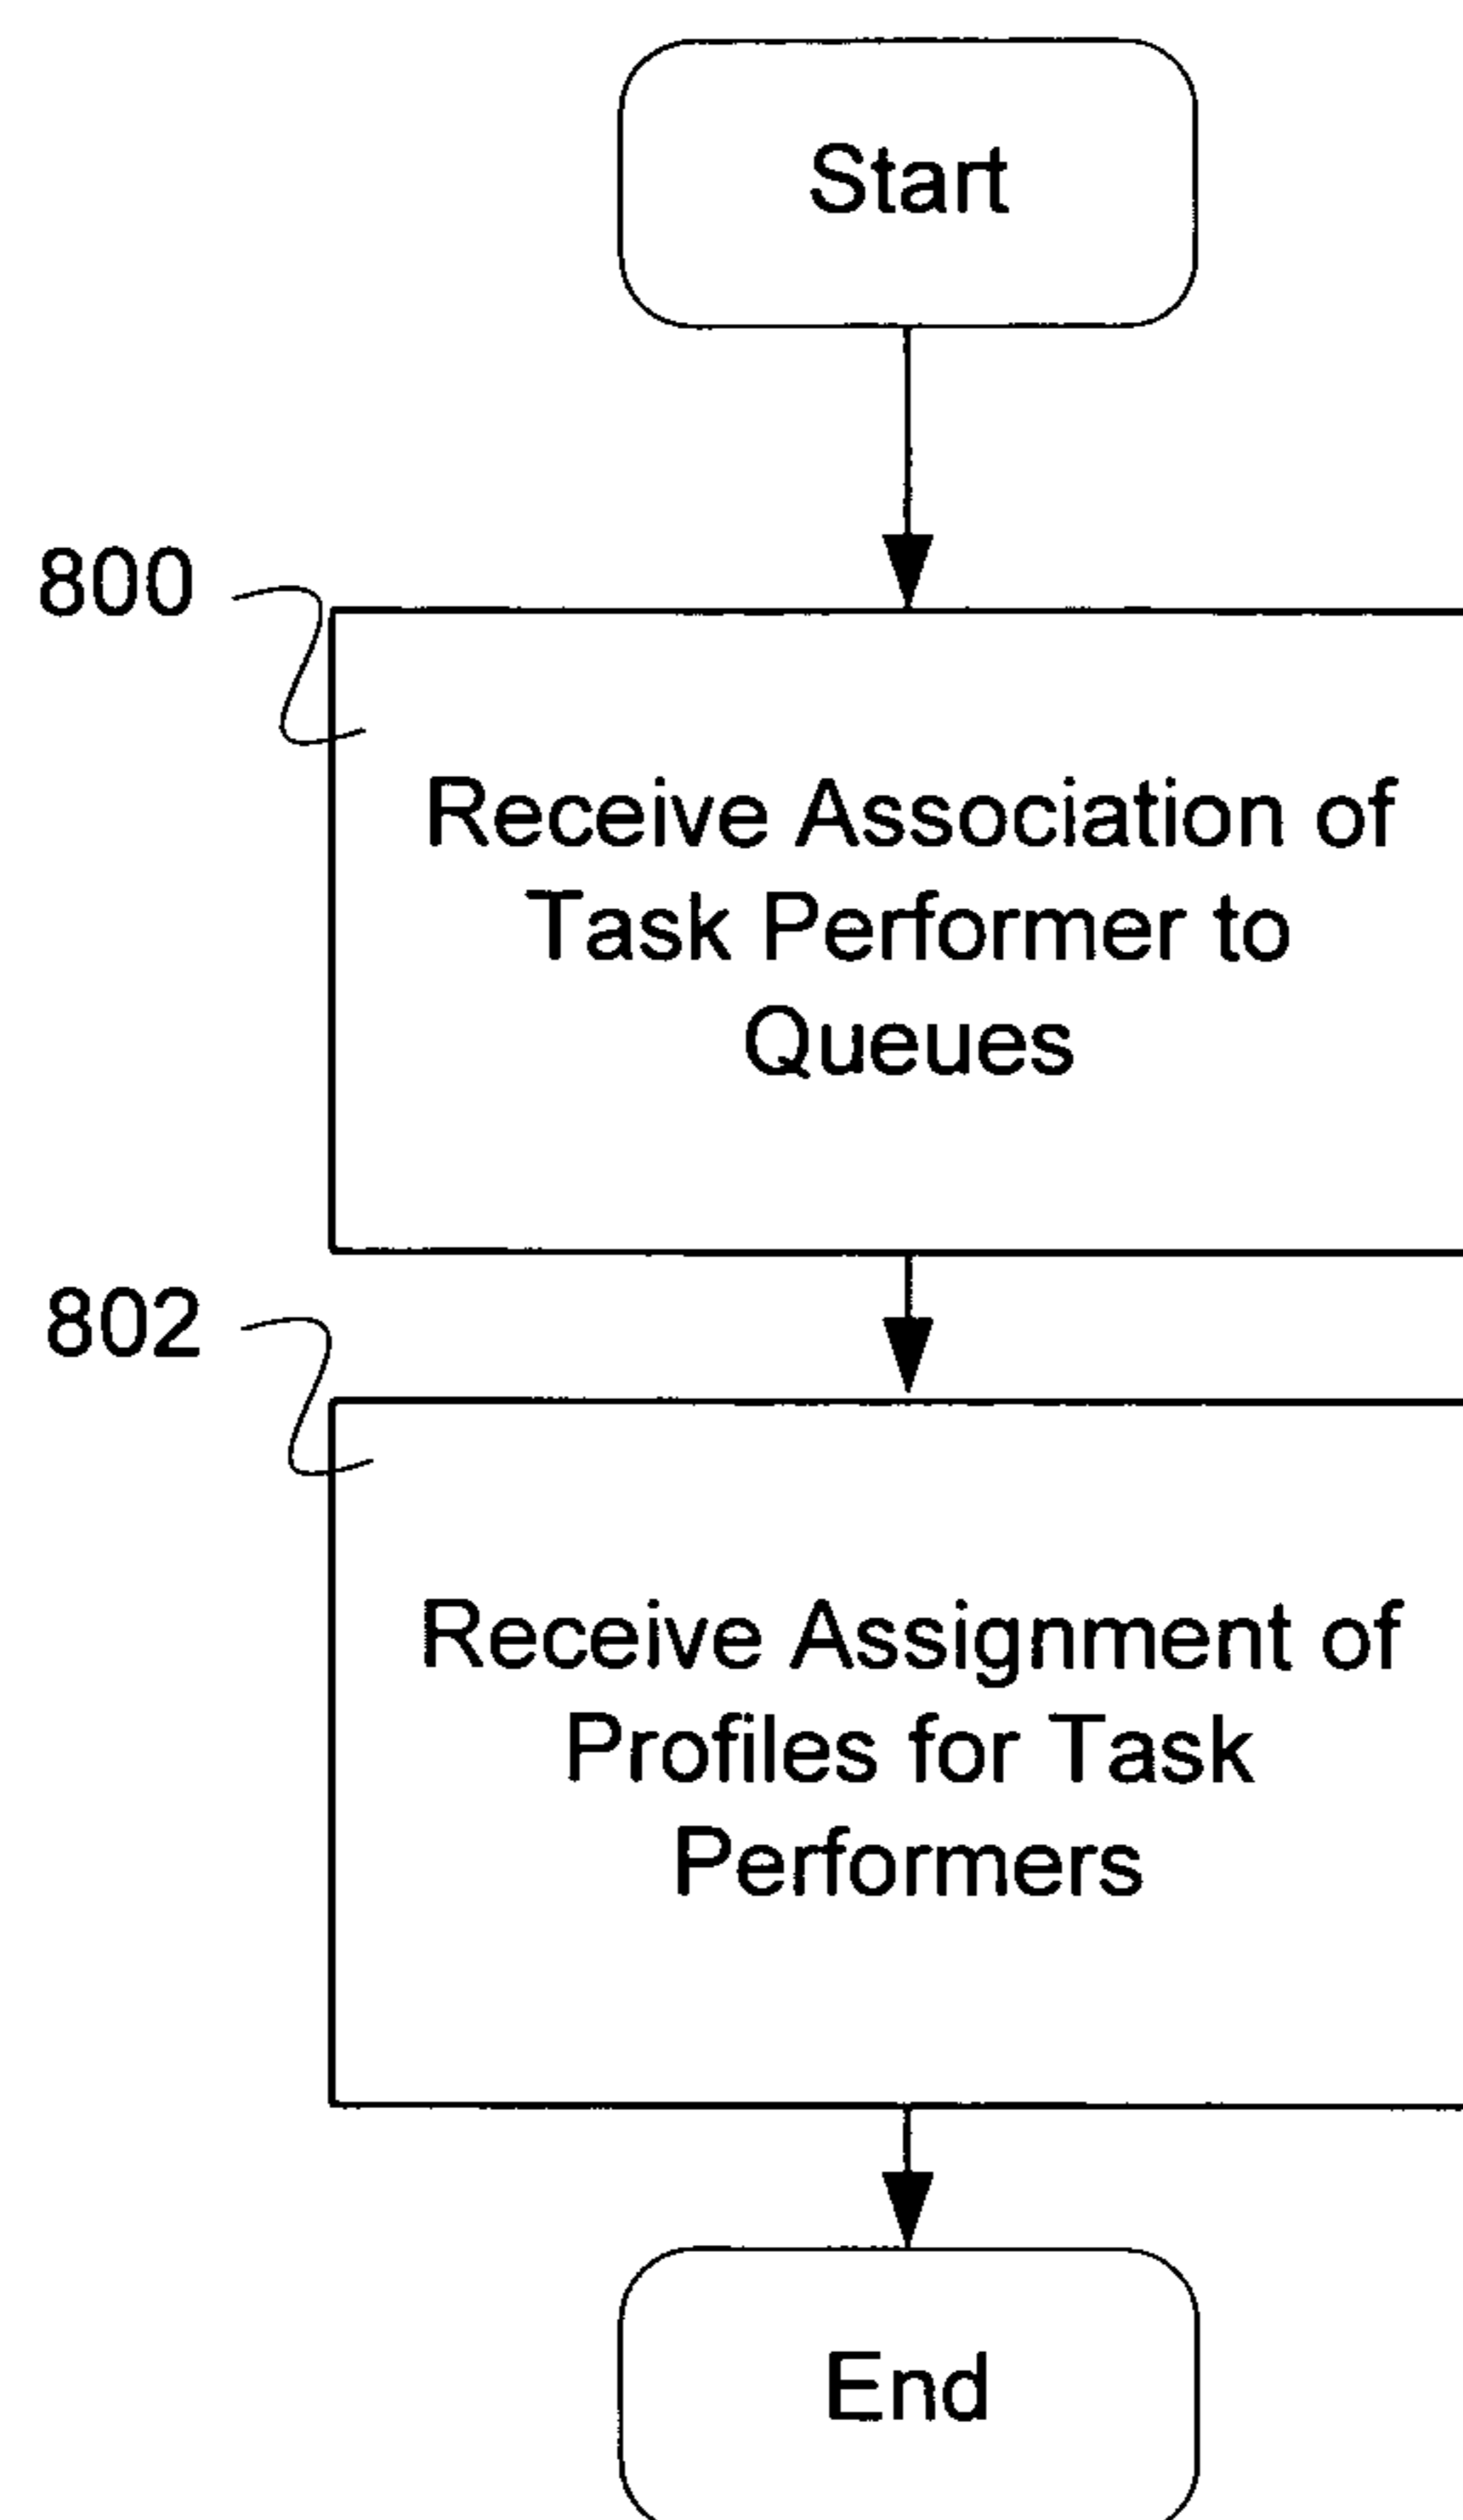 Start
800
Receive Association of
Task Performer to
Queues
802
Receive Assignment of
Profiles for Task
Performers
End